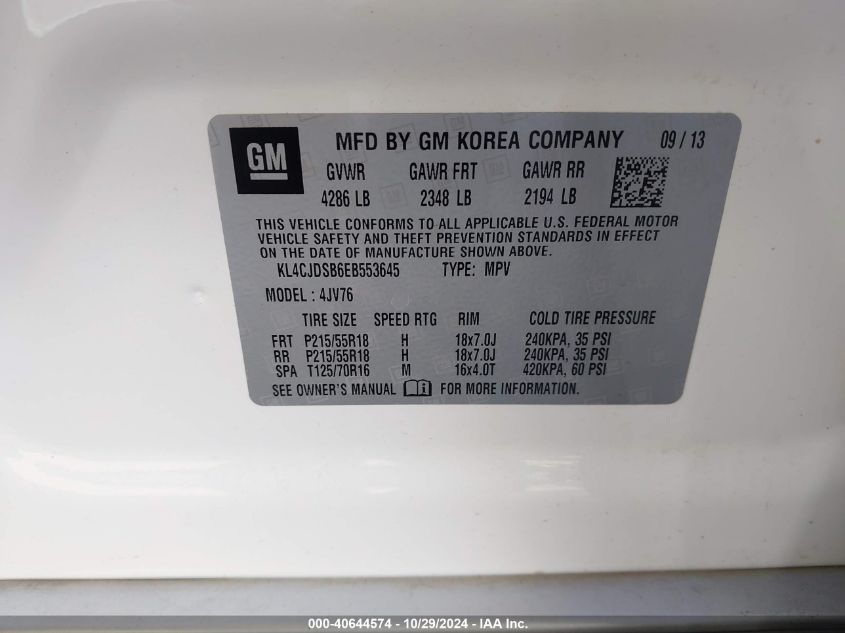 GM
MFD BY GM KOREA COMPANY 09 / 13
GVWR GAWR FRT GAWR RR
4286 LB 2348 LB 2194 LB
THIS VEHICLE CONFORMS TO ALL APPLICABLE U.S. FEDERAL MOTOR
VEHICLE SAFETY AND THEFT PREVENTION STANDARDS IN EFFECT
ON THE DATE OF MANUFACTURE SHOWN ABOVE.
KL4CJDSB6EB553645 TYPE: MPV
MODEL : 4JV76
TIRE SIZE SPEED RTG RIM COLD TIRE PRESSURE
FRT P215/55R18 H 18x7.0J 240KPA, 35 PSI
RR P215/55R18 H 18x7.0J 240KPA, 35 PSI
SPA T125/70R16 M 16x4.0T 420KPA, 60 PSI
SEE OWNER'S MANUAL FOR MORE INFORMATION.
000-40644574 - 10/29/2024 - IAA Inc.